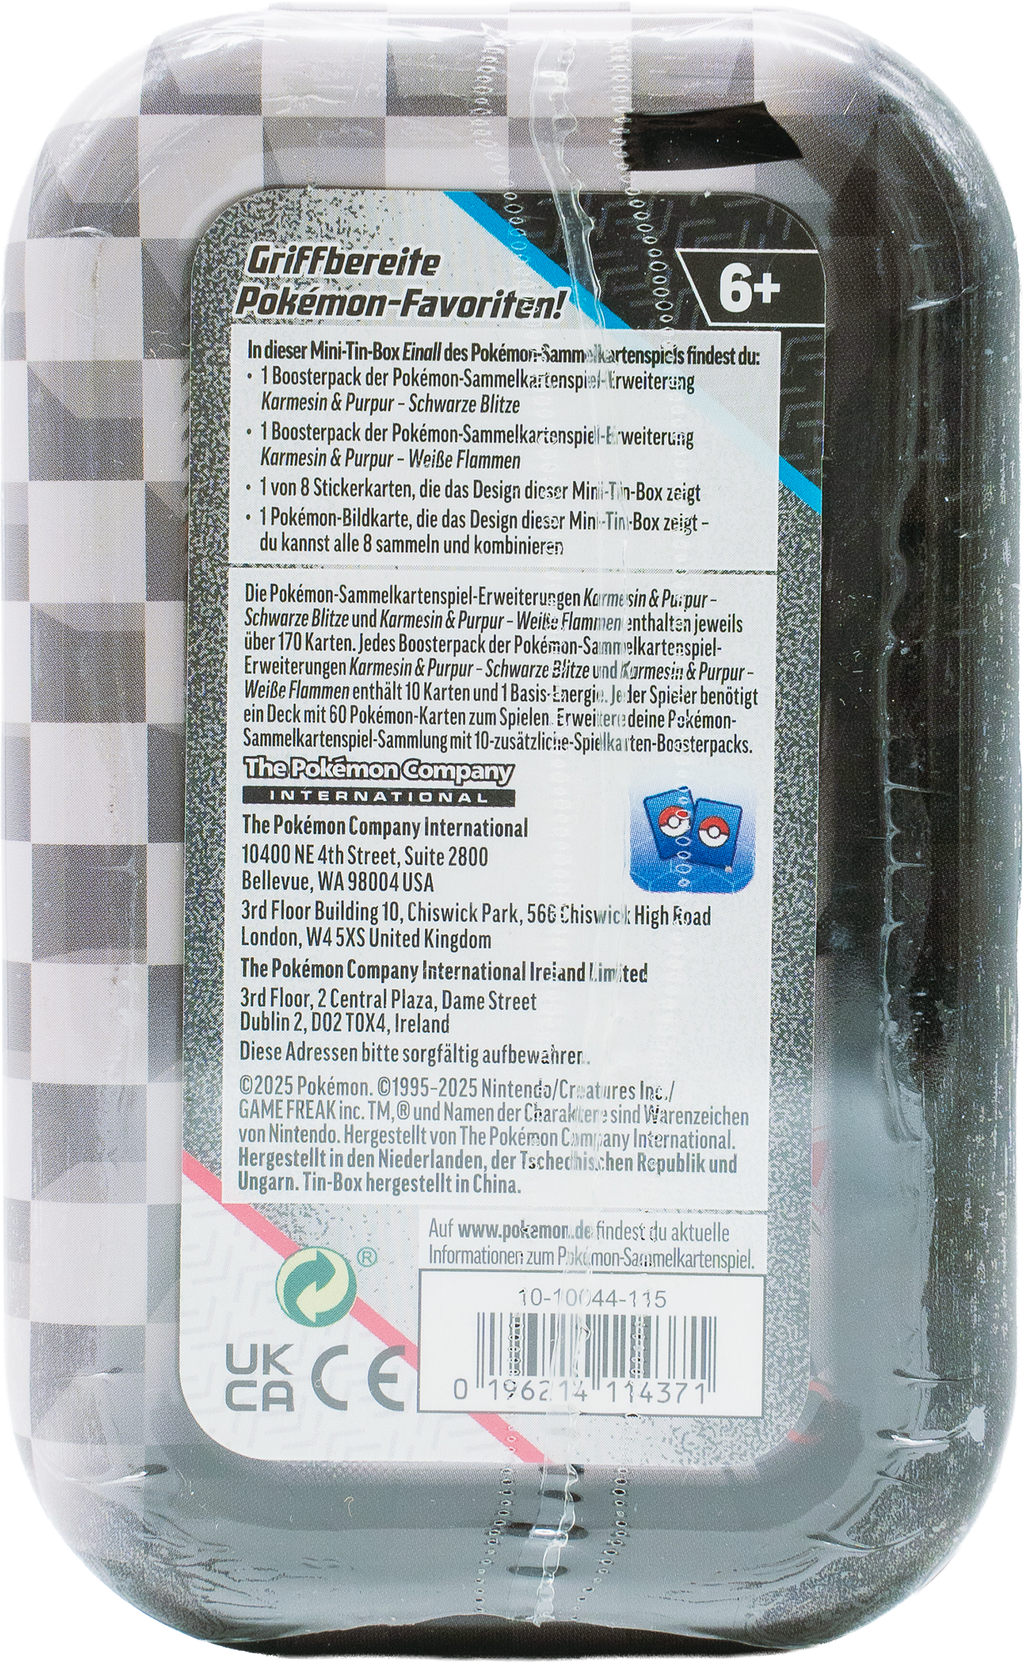 Griffbereite
Pokémon-Favoriten!
6+
In dieser Mini-Tin-Box Einall des Pokémon-Sammelkartenspiels findest du:
• 1 Boosterpack der Pokémon-Sammelkartenspiel-Erweiterung
Karmesin & Purpur – Schwarze Blitze
• 1 Boosterpack der Pokémon-Sammelkartenspiel-Erweiterung
Karmesin & Purpur – Weiße Flammen
• 1 von 8 Stickerkarten, die das Design dieser Mini-Tin-Box zeigt
• 1 Pokémon-Bildkarte, die das Design dieser Mini-Tin-Box zeigt –
du kannst alle 8 sammeln und kombinieren
Die Pokémon-Sammelkartenspiel-Erweiterungen Karmesin & Purpur –
Schwarze Blitze und Karmesin & Purpur – Weiße Flammen enthalten jeweils
über 170 Karten. Jedes Boosterpack der Pokémon-Sammelkartenspiel-
Erweiterungen Karmesin & Purpur – Schwarze Blitze und Karmesin & Purpur –
Weiße Flammen enthält 10 Karten und 1 Basis-Energie. Jeder Spieler benötigt
ein Deck mit 60 Pokémon-Karten zum Spielen. Erweitere deine Pokémon-
Sammelkartenspiel-Sammlung mit 10-zusätzliche-Spielkarten-Boosterpacks.
The Pokémon Company
INTERNATIONAL
The Pokémon Company International
10400 NE 4th Street, Suite 2800
Bellevue, WA 98004 USA
3rd Floor Building 10, Chiswick Park, 566 Chiswick High Road
London, W4 5XS United Kingdom
The Pokémon Company International Ireland Limited
3rd Floor, 2 Central Plaza, Dame Street
Dublin 2, D02 T0X4, Ireland
Diese Adressen bitte sorgfältig aufbewahren.
©2025 Pokémon. ©1995–2025 Nintendo/Creatures Inc./
GAME FREAK inc. TM, ® und Namen der Charaktere sind Warenzeichen
von Nintendo. Hergestellt von The Pokémon Company International.
Hergestellt in den Niederlanden, der Tschechischen Republik und
Ungarn. Tin-Box hergestellt in China.
Auf www.pokemon.de findest du aktuelle
Informationen zum Pokémon-Sammelkartenspiel.
®
10-10044-115
UK
CA
CE
0 196214 114371